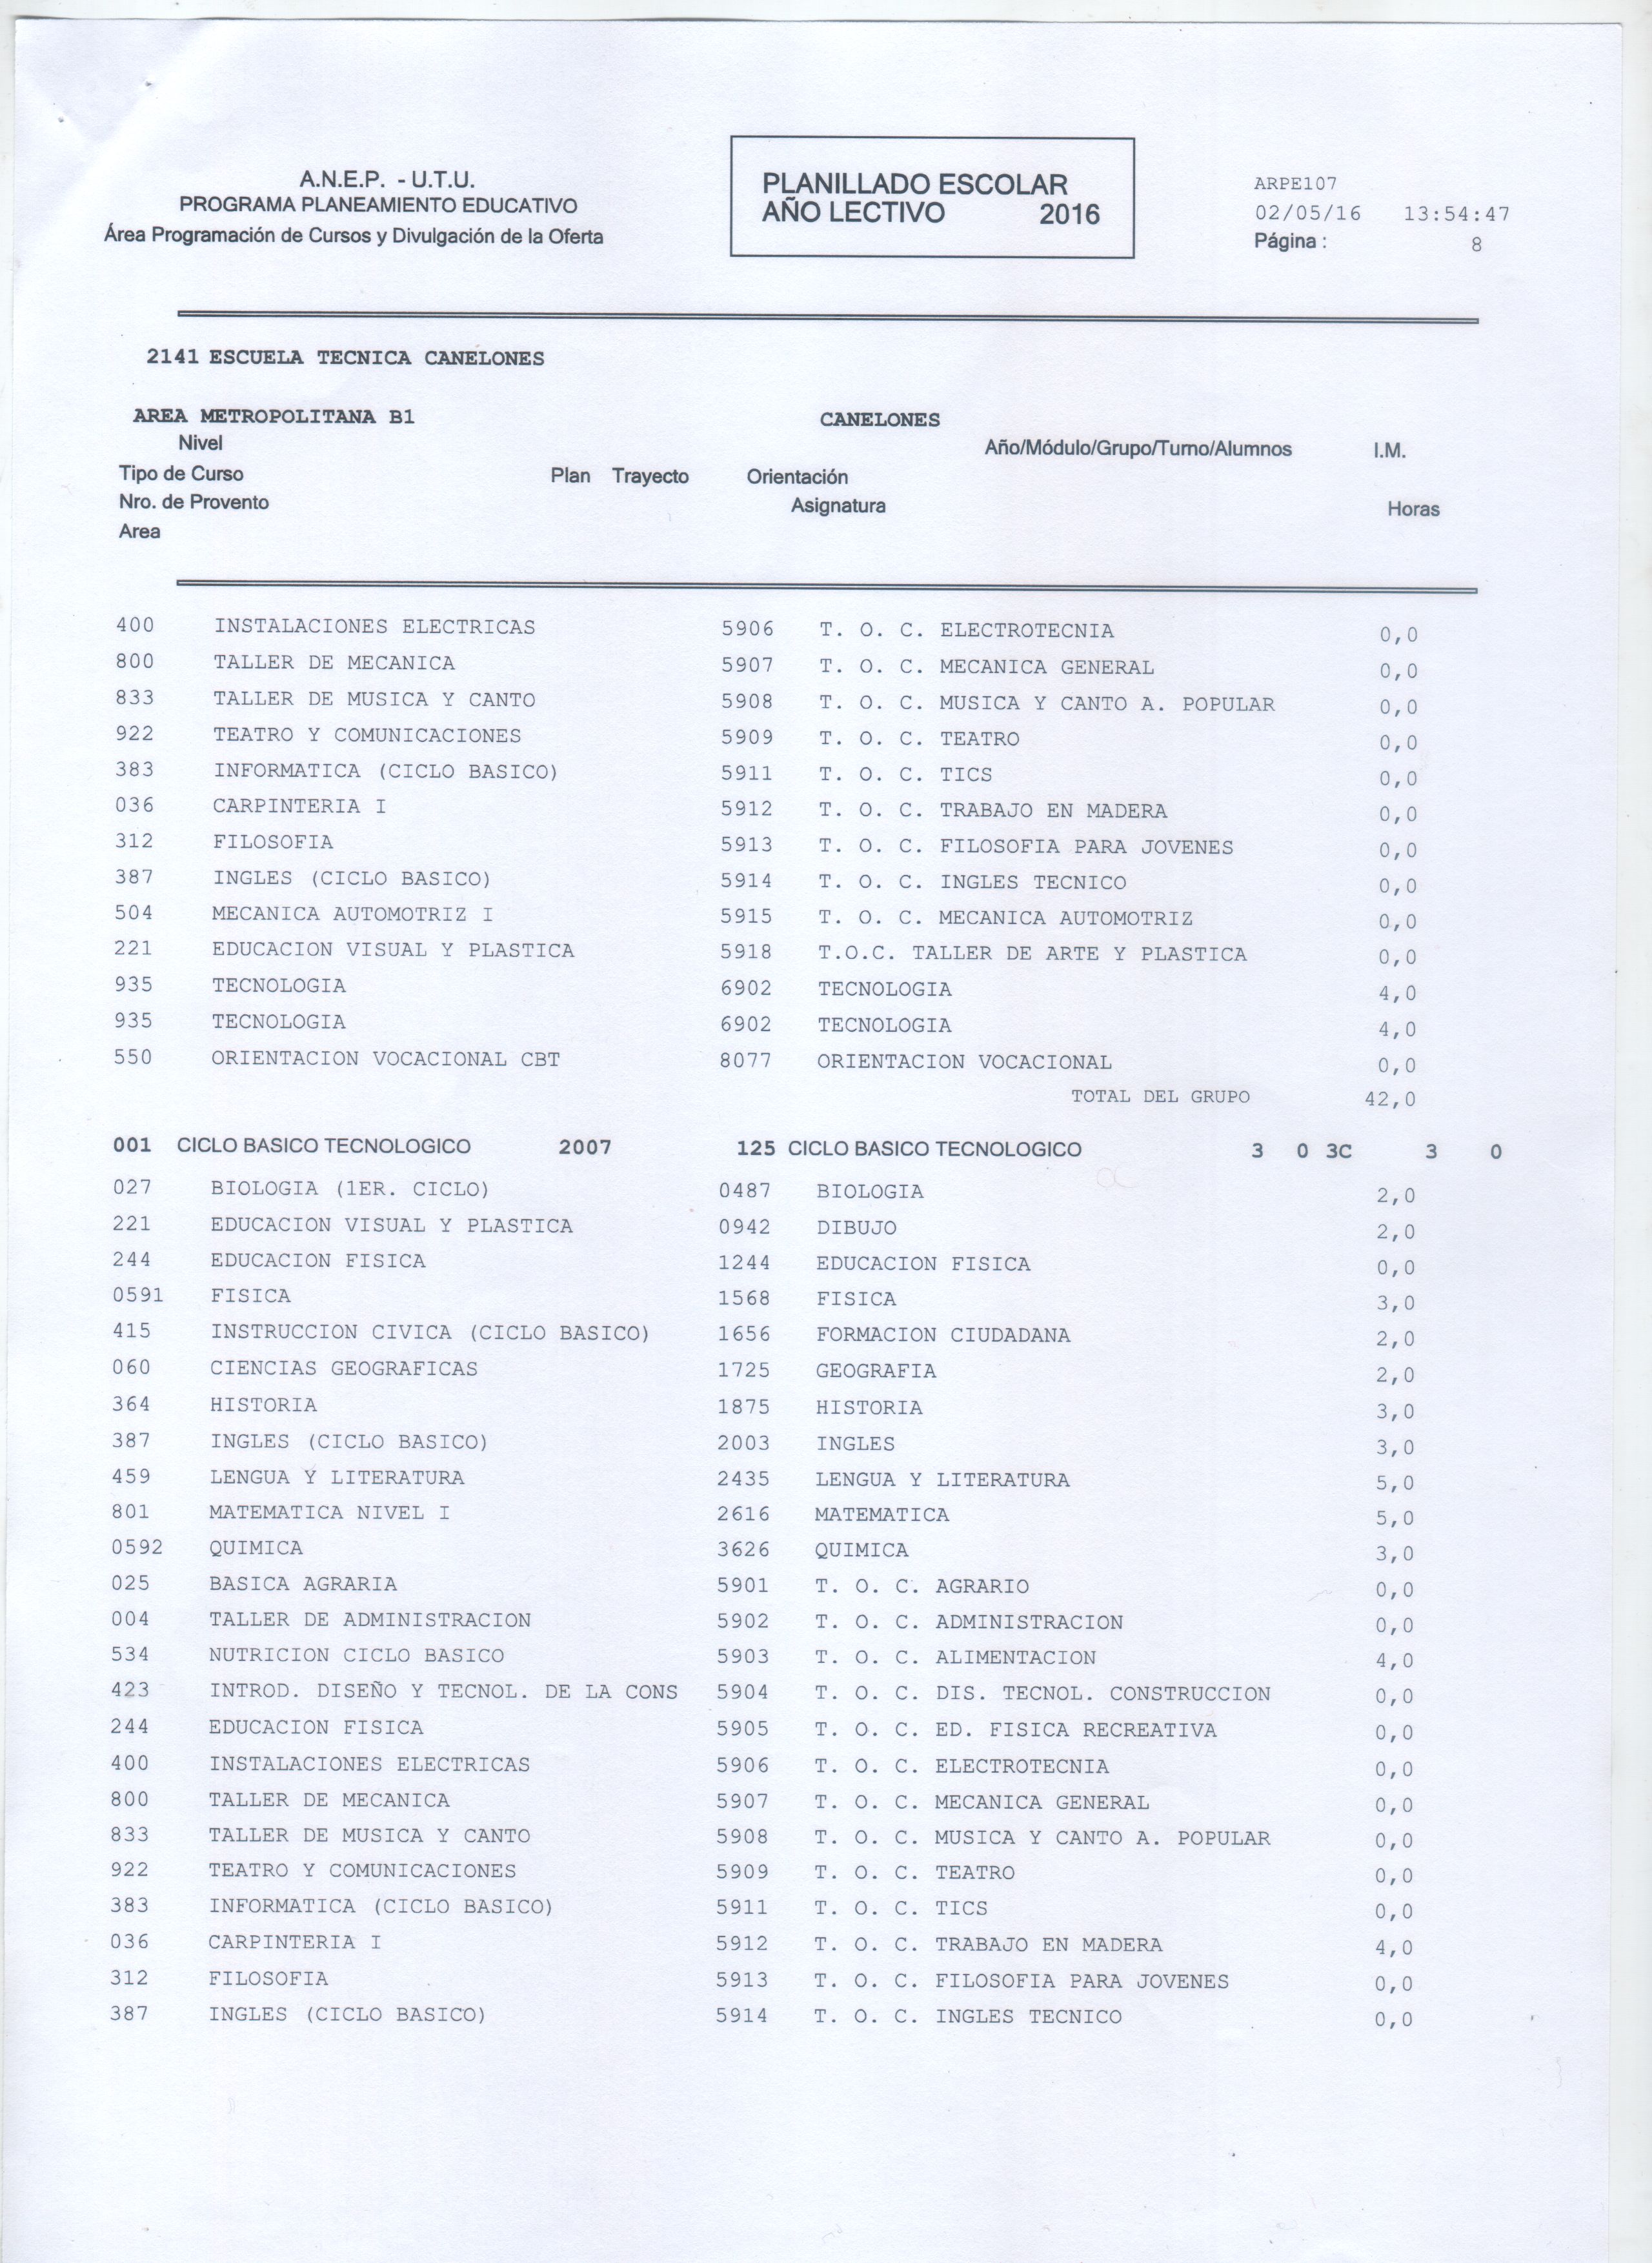 A.N.E.P. - U.T.U.
PROGRAMA PLANEAMIENTO EDUCATIVO
Área Programación de Cursos y Divulgación de la Oferta
PLANILLADO ESCOLAR
AÑO LECTIVO 2016
ARPE107
02/05/16 13:54:47
Página : 8
2141 ESCUELA TECNICA CANELONES
AREA METROPOLITANA B1 CANELONES
Nivel Año/Módulo/Grupo/Turno/Alumnos I.M.
Tipo de Curso Plan Trayecto Orientación
Nro. de Provento Asignatura Horas
Area
400 INSTALACIONES ELECTRICAS 5906 T. O. C. ELECTROTECNIA 0,0
800 TALLER DE MECANICA 5907 T. O. C. MECANICA GENERAL 0,0
833 TALLER DE MUSICA Y CANTO 5908 T. O. C. MUSICA Y CANTO A. POPULAR 0,0
922 TEATRO Y COMUNICACIONES 5909 T. O. C. TEATRO 0,0
383 INFORMATICA (CICLO BASICO) 5911 T. O. C. TICS 0,0
036 CARPINTERIA I 5912 T. O. C. TRABAJO EN MADERA 0,0
312 FILOSOFIA 5913 T. O. C. FILOSOFIA PARA JOVENES 0,0
387 INGLES (CICLO BASICO) 5914 T. O. C. INGLES TECNICO 0,0
504 MECANICA AUTOMOTRIZ I 5915 T. O. C. MECANICA AUTOMOTRIZ 0,0
221 EDUCACION VISUAL Y PLASTICA 5918 T.O.C. TALLER DE ARTE Y PLASTICA 0,0
935 TECNOLOGIA 6902 TECNOLOGIA 4,0
935 TECNOLOGIA 6902 TECNOLOGIA 4,0
550 ORIENTACION VOCACIONAL CBT 8077 ORIENTACION VOCACIONAL 0,0
TOTAL DEL GRUPO 42,0
001 CICLO BASICO TECNOLOGICO 2007 125 CICLO BASICO TECNOLOGICO 3 0 3C 3 0
027 BIOLOGIA (1ER. CICLO) 0487 BIOLOGIA 2,0
221 EDUCACION VISUAL Y PLASTICA 0942 DIBUJO 2,0
244 EDUCACION FISICA 1244 EDUCACION FISICA 0,0
0591 FISICA 1568 FISICA 3,0
415 INSTRUCCION CIVICA (CICLO BASICO) 1656 FORMACION CIUDADANA 2,0
060 CIENCIAS GEOGRAFICAS 1725 GEOGRAFIA 2,0
364 HISTORIA 1875 HISTORIA 3,0
387 INGLES (CICLO BASICO) 2003 INGLES 3,0
459 LENGUA Y LITERATURA 2435 LENGUA Y LITERATURA 5,0
801 MATEMATICA NIVEL I 2616 MATEMATICA 5,0
0592 QUIMICA 3626 QUIMICA 3,0
025 BASICA AGRARIA 5901 T. O. C. AGRARIO 0,0
004 TALLER DE ADMINISTRACION 5902 T. O. C. ADMINISTRACION 0,0
534 NUTRICION CICLO BASICO 5903 T. O. C. ALIMENTACION 4,0
423 INTROD. DISEÑO Y TECNOL. DE LA CONS 5904 T. O. C. DIS. TECNOL. CONSTRUCCION 0,0
244 EDUCACION FISICA 5905 T. O. C. ED. FISICA RECREATIVA 0,0
400 INSTALACIONES ELECTRICAS 5906 T. O. C. ELECTROTECNIA 0,0
800 TALLER DE MECANICA 5907 T. O. C. MECANICA GENERAL 0,0
833 TALLER DE MUSICA Y CANTO 5908 T. O. C. MUSICA Y CANTO A. POPULAR 0,0
922 TEATRO Y COMUNICACIONES 5909 T. O. C. TEATRO 0,0
383 INFORMATICA (CICLO BASICO) 5911 T. O. C. TICS 0,0
036 CARPINTERIA I 5912 T. O. C. TRABAJO EN MADERA 4,0
312 FILOSOFIA 5913 T. O. C. FILOSOFIA PARA JOVENES 0,0
387 INGLES (CICLO BASICO) 5914 T. O. C. INGLES TECNICO 0,0